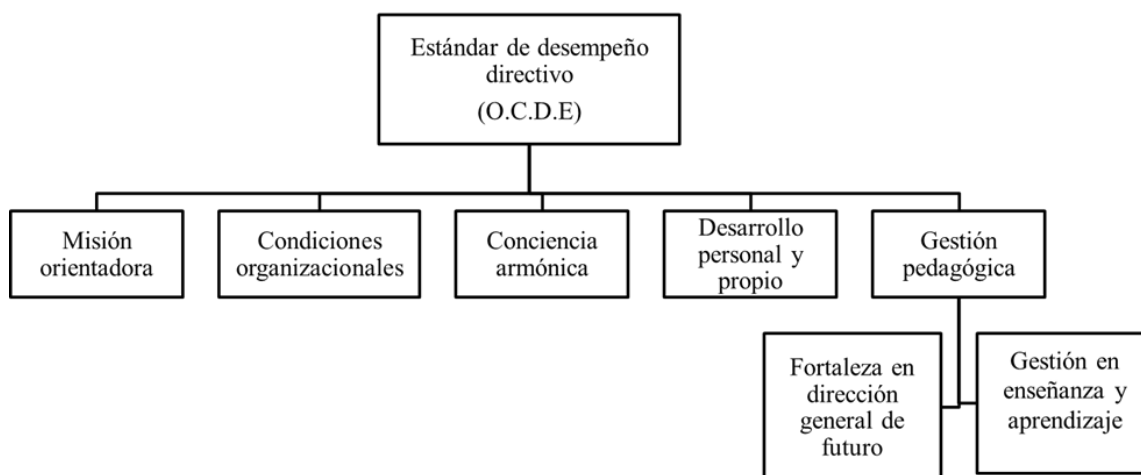 Estándar de desempeño
directivo
(O.C.D.E)
Misión
orientadora
Condiciones
organizacionales
Conciencia
armónica
Desarrollo
personal y
propio
Gestión
pedagógica
Fortaleza en
dirección
general de
futuro
Gestión en
enseñanza y
aprendizaje